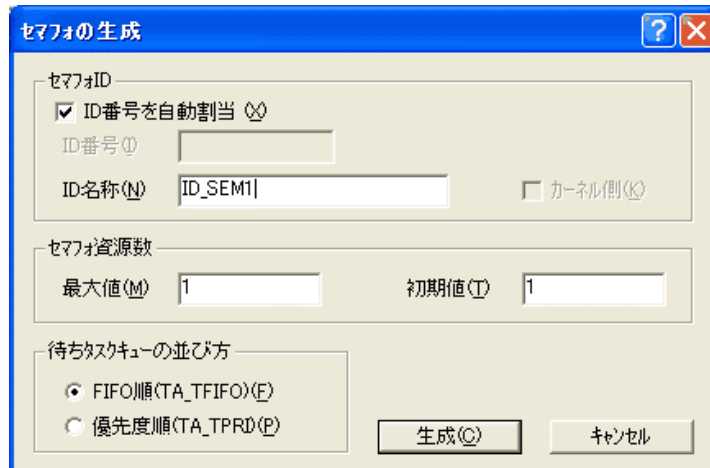 セマフォの生成
セマフォID
ID番号を自動割当 (X)
ID番号(I)
ID名称(N) ID_SEM1 カーネル側(K)
セマフォ資源数
最大値(M) 1 初期値(T) 1
待ちタスクキューの並び方
FIFO順(TA_TFIFO)(F)
優先度順(TA_TPRI)(P)
生成(C) キャンセル